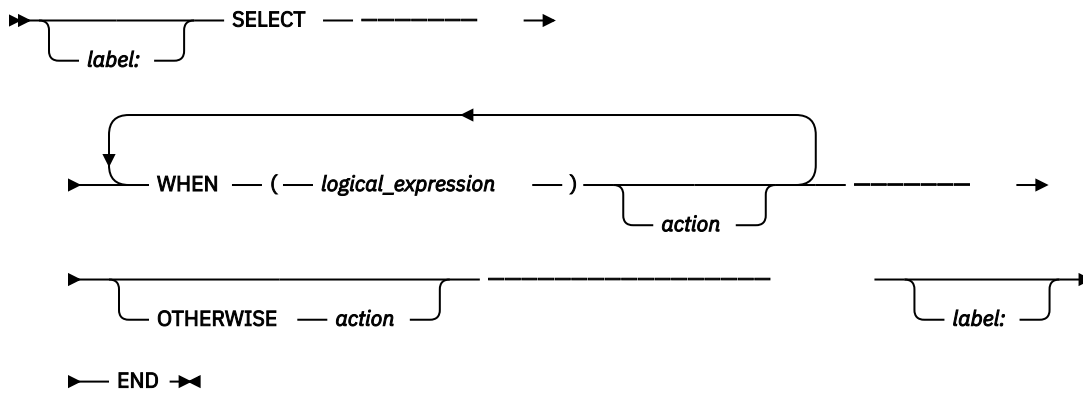 SELECT
label:
WHEN ( logical_expression )
action
OTHERWISE action
label:
END